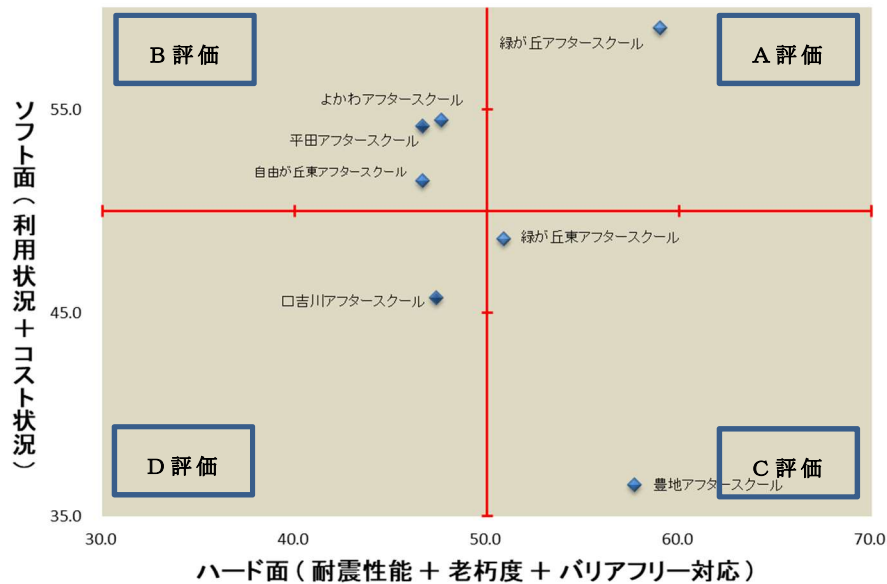 B評価
A評価
緑が丘アフタースクール
よかわアフタースクール
平田アフタースクール
自由が丘東アフタースクール
緑が丘東アフタースクール
口吉川アフタースクール
D評価
C評価
豊地アフタースクール
ソフト面(利用状況+コスト状況)
55.0
45.0
35.0
30.0 40.0 50.0 60.0 70.0
ハード面(耐震性能+老朽度+バリアフリー対応)